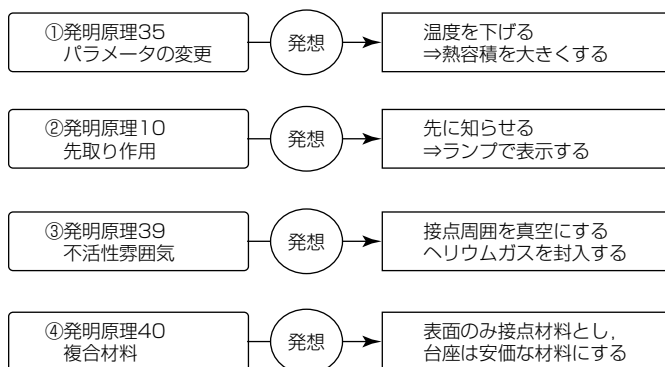 ①発明原理35
パラメータの変更
発想
温度を下げる
⇒熱容積を大きくする
②発明原理10
先取り作用
発想
先に知らせる
⇒ランプで表示する
③発明原理39
不活性雰囲気
発想
接点周囲を真空にする
ヘリウムガスを封入する
④発明原理40
複合材料
発想
表面のみ接点材料とし，
台座は安価な材料にする